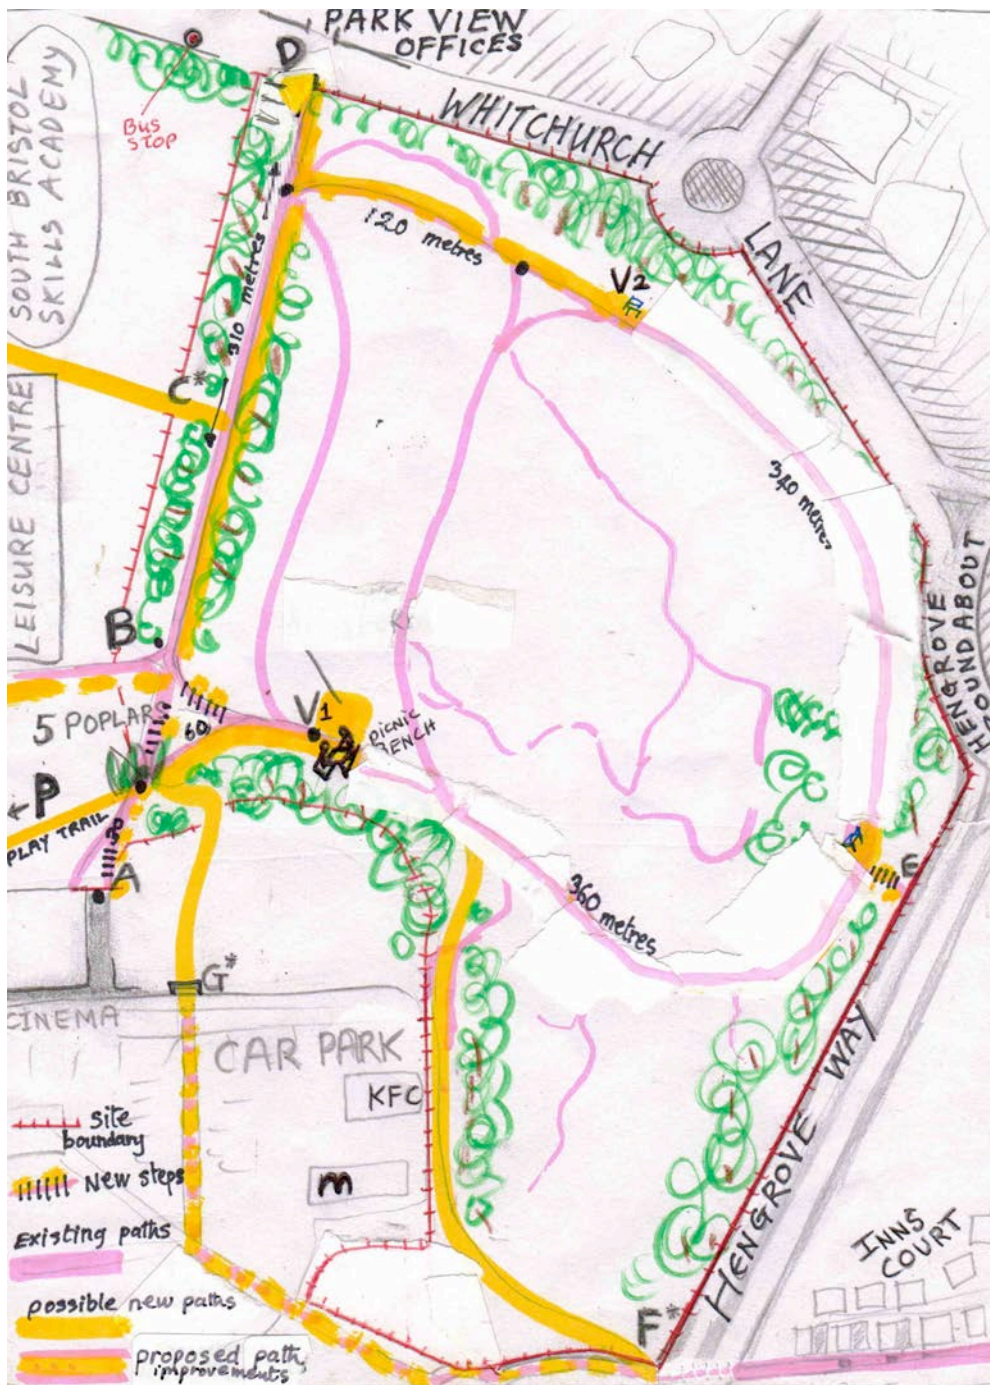 PARK VIEW
OFFICES
D
SOUTH BRISTOL
SKILLS ACADEMY
BUS
STOP
WHITCHURCH
LANE
120 metres
V2
310 metres
C*
LEISURE CENTRE
340 metres
HENGROVE
ROUNDABOUT
B
5 POPLAR
60
V1
PICNIC
BENCH
P
PLAY TRAIL
30
A
E
360 metres
G*
CINEMA
CAR PARK
KFC
m
HENGROVE WAY
INNS
COURT
F*
site
boundary
New steps
Existing paths
possible new paths
proposed path
improvements